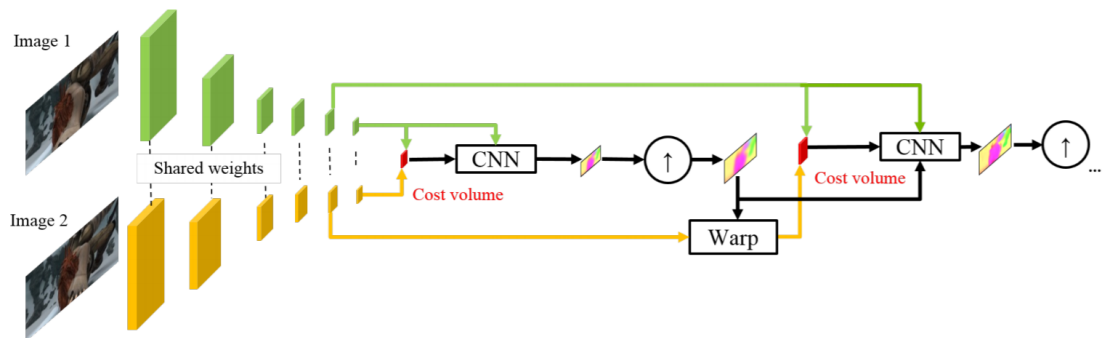 Image 1
Shared weights
CNN
↑
Cost volume
Image 2
Warp
Cost volume
CNN
↑
...